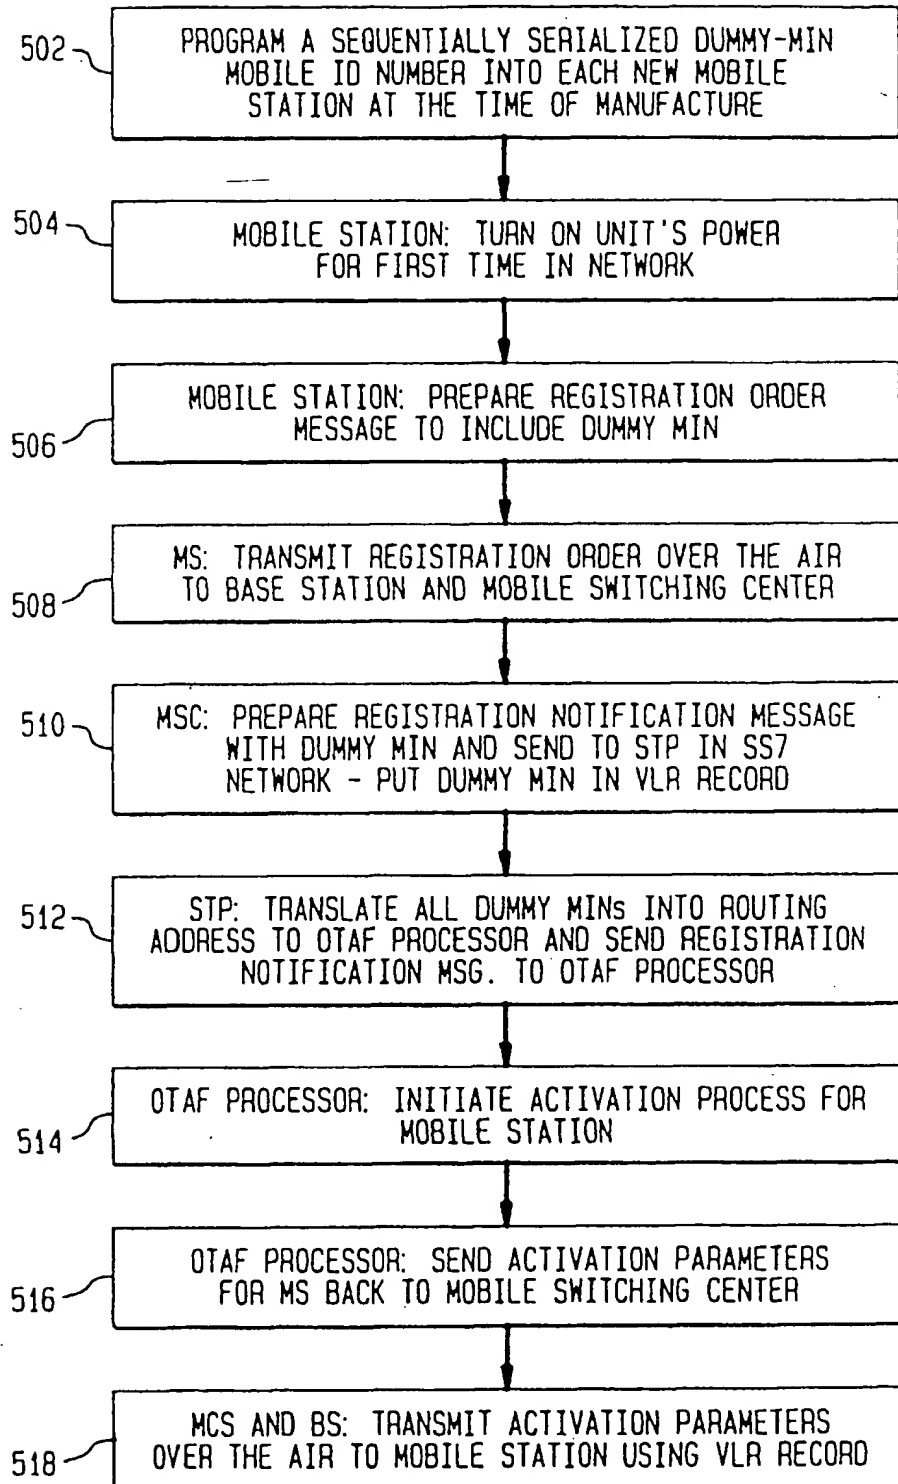 502
PROGRAM A SEQUENTIALLY SERIALIZED DUMMY-MIN
MOBILE ID NUMBER INTO EACH NEW MOBILE
STATION AT THE TIME OF MANUFACTURE
504
MOBILE STATION: TURN ON UNIT'S POWER
FOR FIRST TIME IN NETWORK
506
MOBILE STATION: PREPARE REGISTRATION ORDER
MESSAGE TO INCLUDE DUMMY MIN
508
MS: TRANSMIT REGISTRATION ORDER OVER THE AIR
TO BASE STATION AND MOBILE SWITCHING CENTER
510
MSC: PREPARE REGISTRATION NOTIFICATION MESSAGE
WITH DUMMY MIN AND SEND TO STP IN SS7
NETWORK - PUT DUMMY MIN IN VLR RECORD
512
STP: TRANSLATE ALL DUMMY MINs INTO ROUTING
ADDRESS TO OTAF PROCESSOR AND SEND REGISTRATION
NOTIFICATION MSG. TO OTAF PROCESSOR
514
OTAF PROCESSOR: INITIATE ACTIVATION PROCESS FOR
MOBILE STATION
516
OTAF PROCESSOR: SEND ACTIVATION PARAMETERS
FOR MS BACK TO MOBILE SWITCHING CENTER
518
MCS AND BS: TRANSMIT ACTIVATION PARAMETERS
OVER THE AIR TO MOBILE STATION USING VLR RECORD